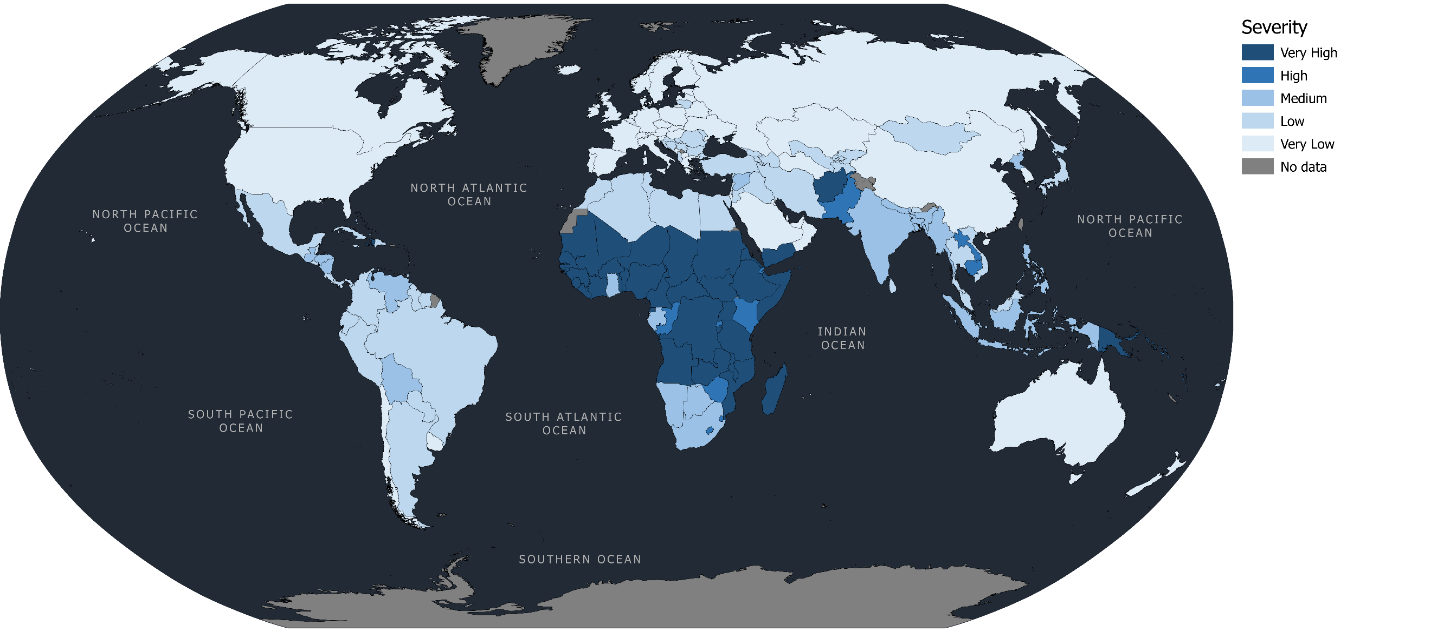 Severity
Very High
High
Medium
Low
Very Low
No data
NORTH ATLANTIC
OCEAN
NORTH PACIFIC
OCEAN
NORTH PACIFIC
OCEAN
INDIAN
OCEAN
SOUTH PACIFIC
OCEAN
SOUTH ATLANTIC
OCEAN
SOUTHERN OCEAN